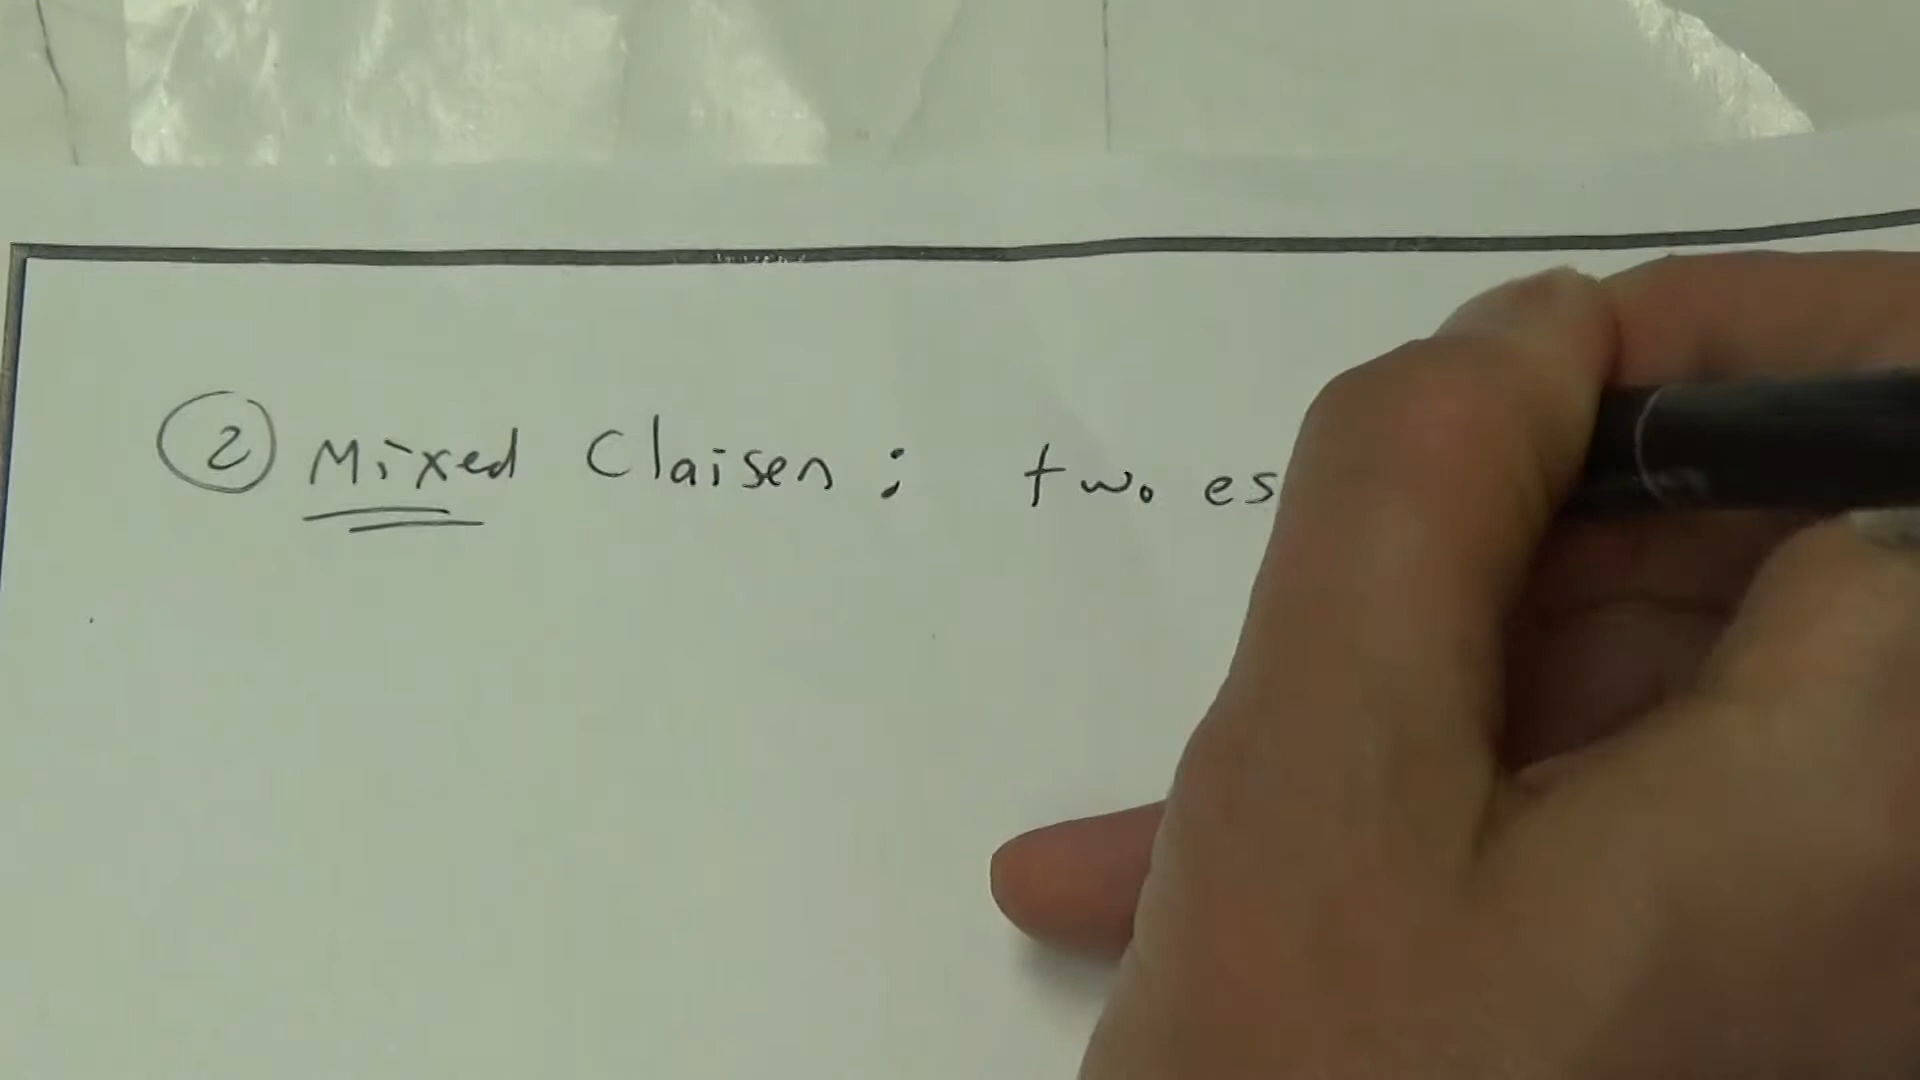 ② Mixed Claisen: two es